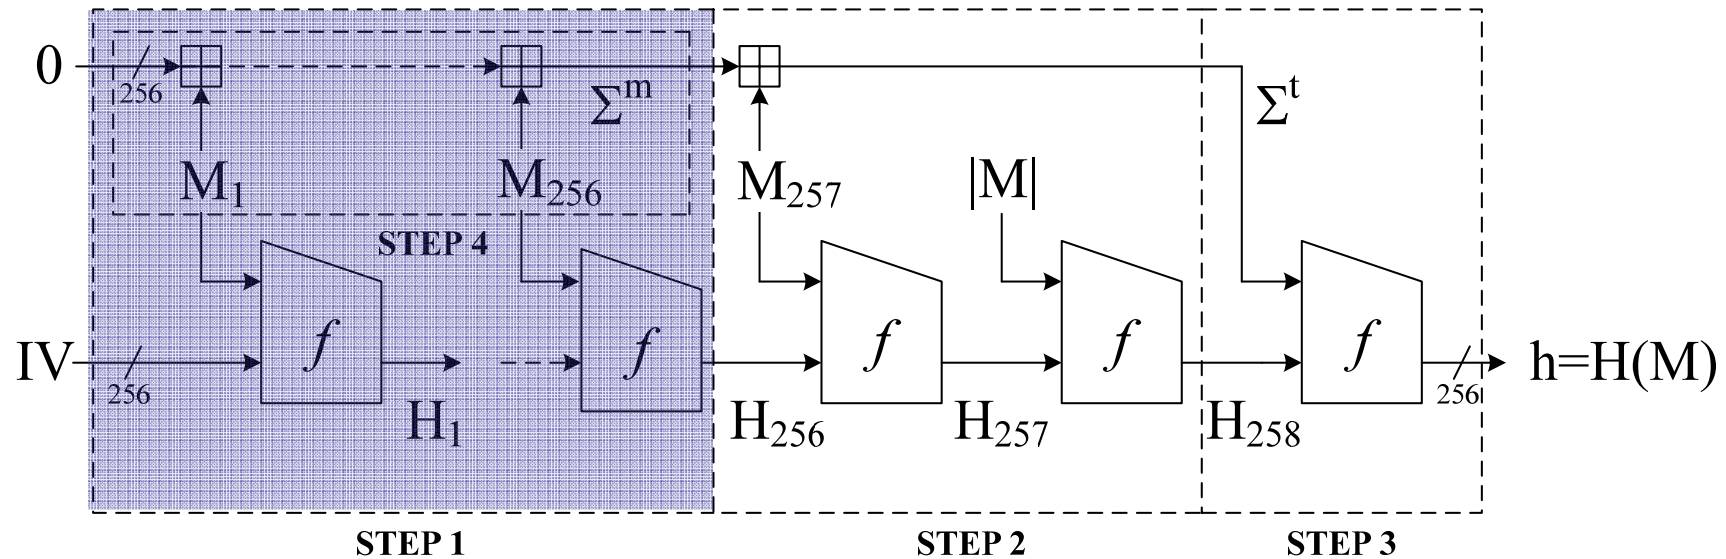 0
256
Σ^m
Σ^t
M_1
M_256
M_257
|M|
STEP 4
f
f
f
f
f
IV
256
256
h=H(M)
H_1
H_256
H_257
H_258
STEP 1
STEP 2
STEP 3